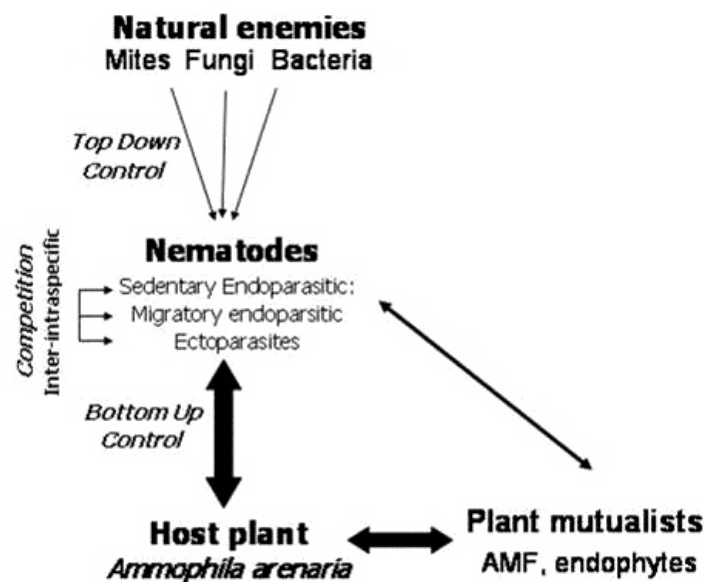 Natural enemies
Mites Fungi Bacteria
Top Down
Control
Nematodes
Sedentary Endoparasitic:
Migratory endoparsitic
Ectoparasites
Competition
Inter-intraspecific
Bottom Up
Control
Host plant
Ammophila arenaria
Plant mutualists
AMF, endophytes